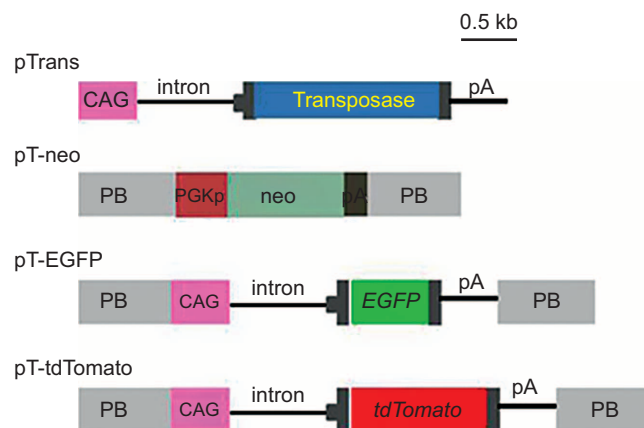 0.5 kb
pTrans
CAG intron Transposase pA
pT-neo
PB PGKp neo pA PB
pT-EGFP
PB CAG intron EGFP pA PB
pT-tdTomato
PB CAG intron tdTomato pA PB